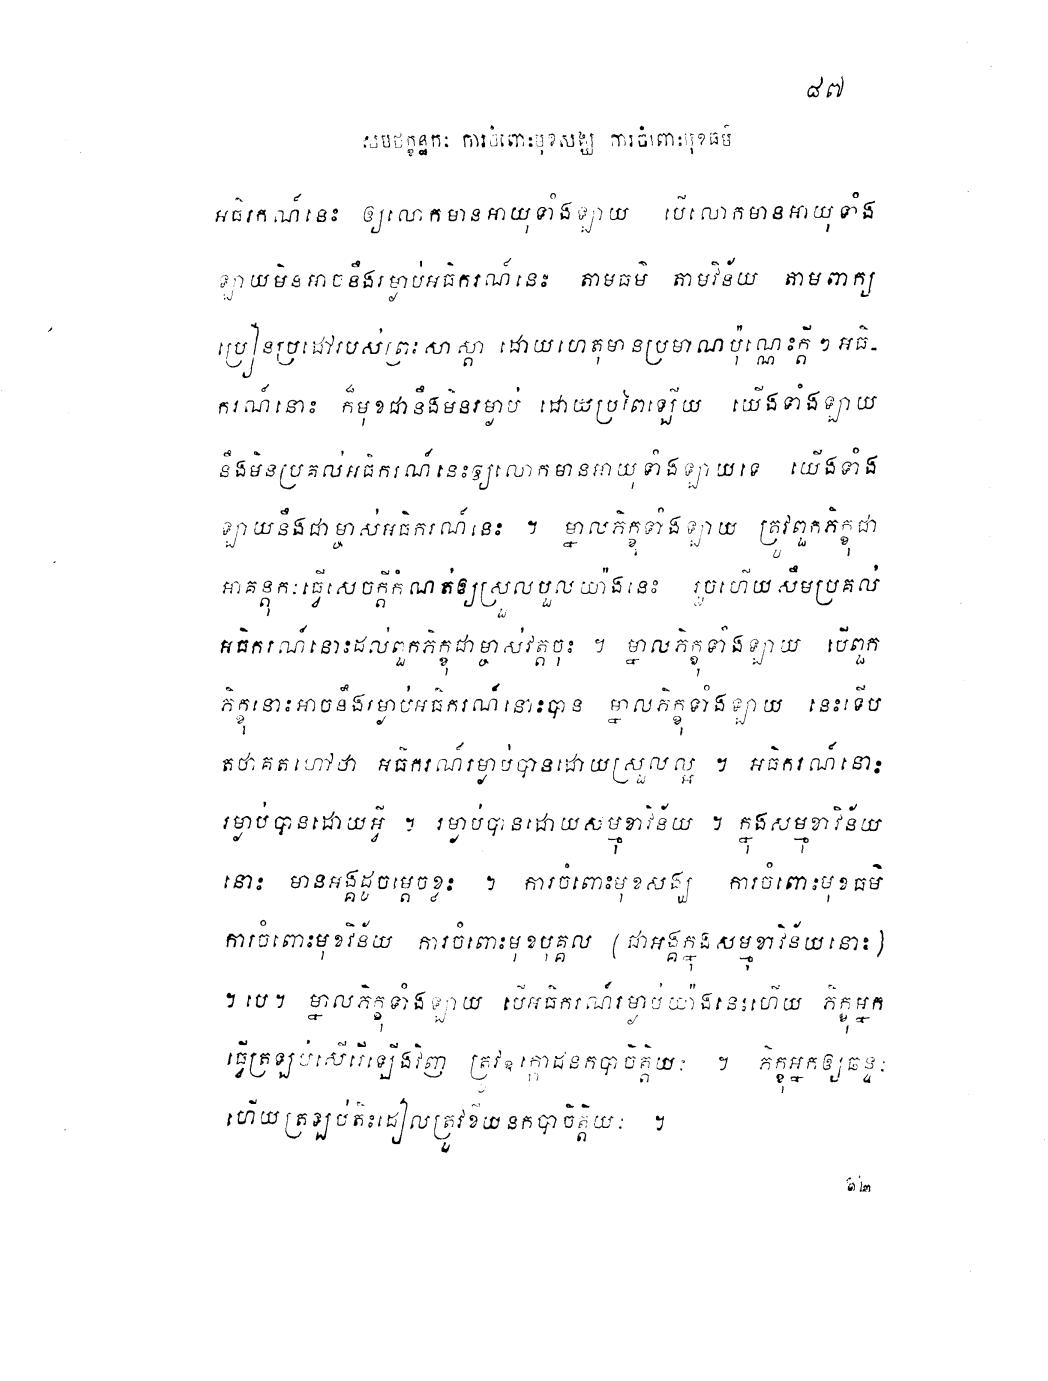 ៨៧
សមថក្ខន្ធកៈ ការចំពោះមុខសង្ឃ ការចំពោះមុខធម៌
អធិករណ៍នេះ ឲ្យលោកមានអាយុទាំងឡាយ បើលោកមានអាយុទាំង
ឡាយមិនអាចនឹងរម្ងាប់អធិករណ៍នេះ តាមធម៌ តាមវិន័យ តាមពាក្យ
ប្រៀនប្រដៅរបស់ព្រះសាស្តា ដោយហេតុមានប្រមាណប៉ុណ្ណេះក្តី ៗ អធិ-
ករណ៍នោះ ក៏មុខជានឹងមិនរម្ងាប់ ដោយប្រពៃឡើយ យើងទាំងឡាយ
នឹងមិនប្រគល់អធិករណ៍នេះឲ្យលោកមានអាយុទាំងឡាយទេ យើងទាំង
ឡាយនឹងជាម្ចាស់អធិករណ៍នេះ ។ ម្នាលភិក្ខុទាំងឡាយ ត្រូវពួកភិក្ខុជា
អាគន្តុកៈធ្វើសេចក្តីកំណត់ឲ្យស្រួលបួលយ៉ាងនេះ រួចហើយសឹមប្រគល់
អធិករណ៍នោះដល់ពួកភិក្ខុជាម្ចាស់វត្តចុះ ។ ម្នាលភិក្ខុទាំងឡាយ បើពួក
ភិក្ខុនោះអាចនឹងរម្ងាប់អធិករណ៍នោះបាន ម្នាលភិក្ខុទាំងឡាយ នេះទើប
តថាគតហៅថា អធិករណ៍រម្ងាប់បានដោយស្រួលល្អ ។ អធិករណ៍នោះ
រម្ងាប់បានដោយអ្វី ។ រម្ងាប់បានដោយសម្មុខាវិន័យ ។ ក្នុងសម្មុខាវិន័យ
នោះ មានអង្គដូចម្តេចខ្លះ ។ ការចំពោះមុខសង្ឃ ការចំពោះមុខធម៌
ការចំពោះមុខវិន័យ ការចំពោះមុខបុគ្គល (ជាអង្គក្នុងសម្មុខាវិន័យនោះ)
។ បេ ។ ម្នាលភិក្ខុទាំងឡាយ បើអធិករណ៍រម្ងាប់យ៉ាងនេះហើយ ភិក្ខុអ្នក
ធ្វើត្រឡប់សើរើឡើងវិញ ត្រូវឧក្កោដនកបាចិត្តិយៈ ។ ភិក្ខុអ្នកឲ្យឆន្ទៈ
ហើយត្រឡប់តិះដៀលត្រូវខីយនកបាចិត្តិយៈ ។